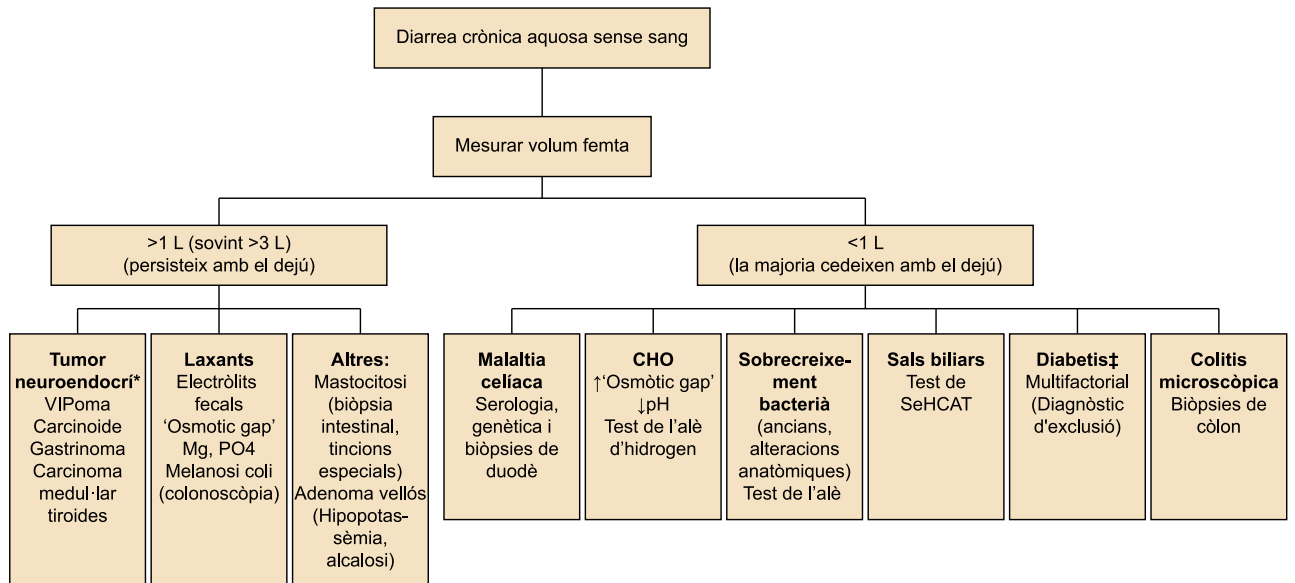 Diarrea crònica aquosa sense sang
Mesurar volum femta
>1 L (sovint >3 L)
(persisteix amb el dejú)
<1 L
(la majoria cedeixen amb el dejú)
Tumor
neuroendocrí*
VIPoma
Carcinoide
Gastrinoma
Carcinoma
medul·lar
tiroides
Laxants
Electròlits
fecals
‘Osmotic gap’
Mg, PO4
Melanosi coli
(colonoscòpia)
Altres:
Mastocitosi
(biòpsia
intestinal,
tincions
especials)
Adenoma vellós
(Hipopotas-
sèmia,
alcalosi)
Malaltia
celíaca
Serologia,
genètica i
biòpsies de
duodè
CHO
↑‘Osmòtic gap’
↓pH
Test de l’alè
d’hidrogen
Sobrecreixe-
ment
bacterià
(ancians,
alteracions
anatòmiques)
Test de l’alè
Sals biliars
Test de
SeHCAT
Diabetis‡
Multifactorial
(Diagnòstic
d'exclusió)
Colitis
microscòpica
Biòpsies de
còlon